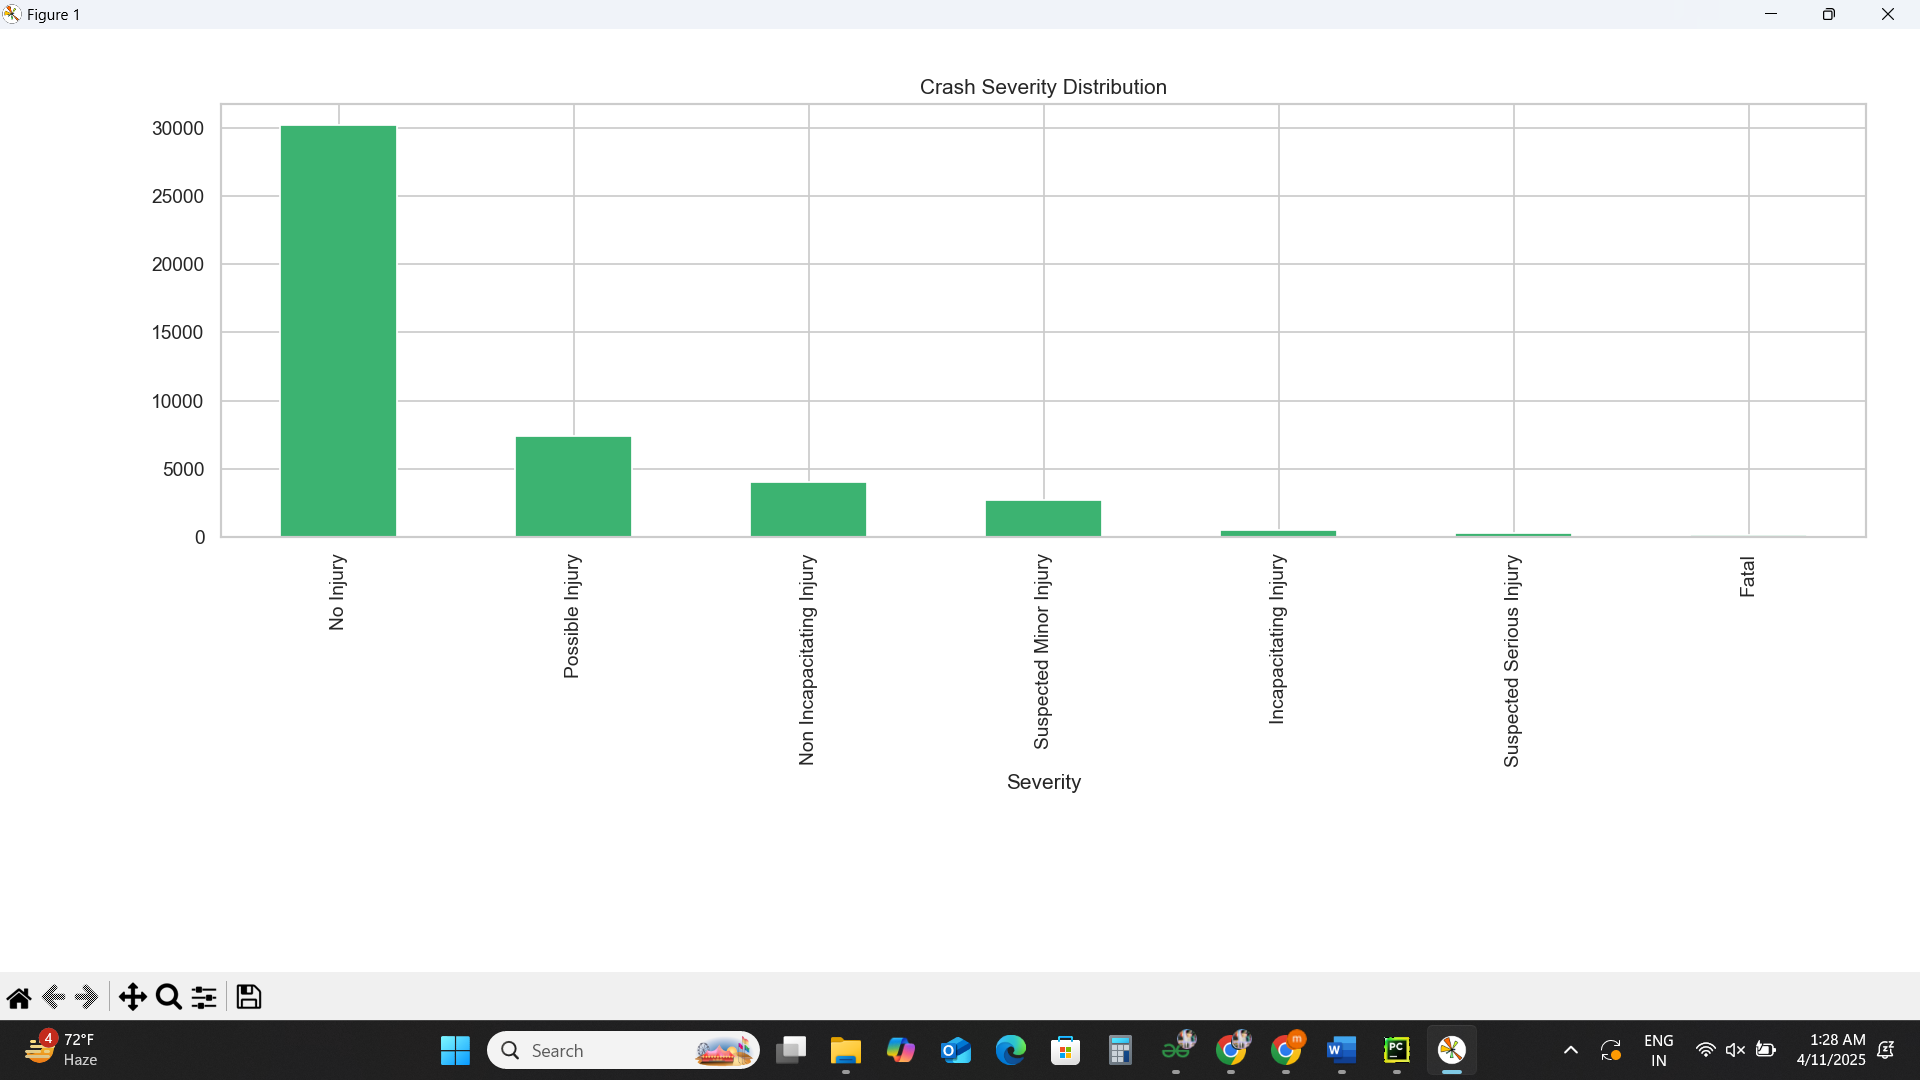 Figure 1
Crash Severity Distribution
30000
25000
20000
15000
10000
5000
0
No Injury
Possible Injury
Non Incapacitating Injury
Suspected Minor Injury
Incapacitating Injury
Suspected Serious Injury
Fatal
Severity
4
72°F
Haze
Search
m
W
PC
ENG
IN
1:28 AM
4/11/2025